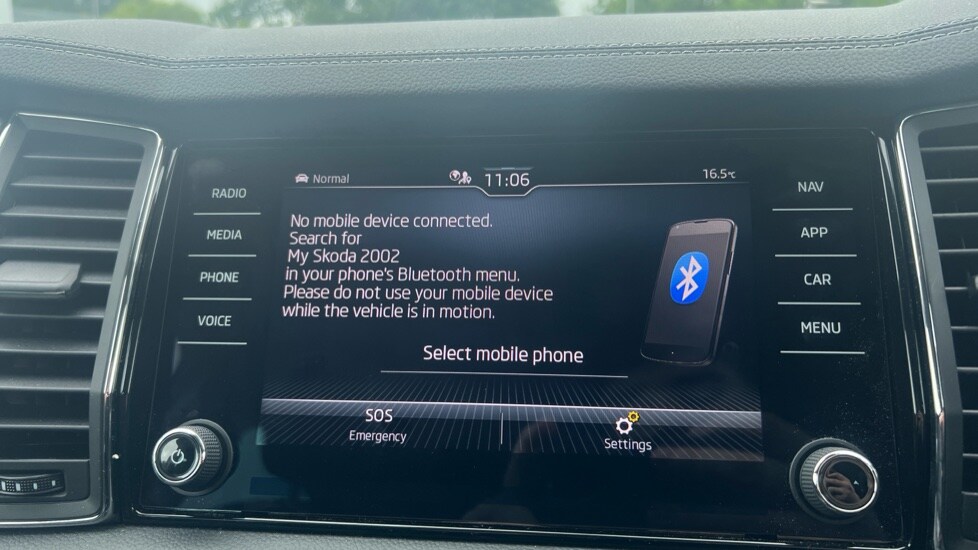 Normal
11:06
16.5°C
RADIO
MEDIA
PHONE
VOICE
No mobile device connected.
Search for
My Skoda 2002
in your phone's Bluetooth menu.
Please do not use your mobile device
while the vehicle is in motion.
Select mobile phone
SOS
Emergency
Settings
NAV
APP
CAR
MENU